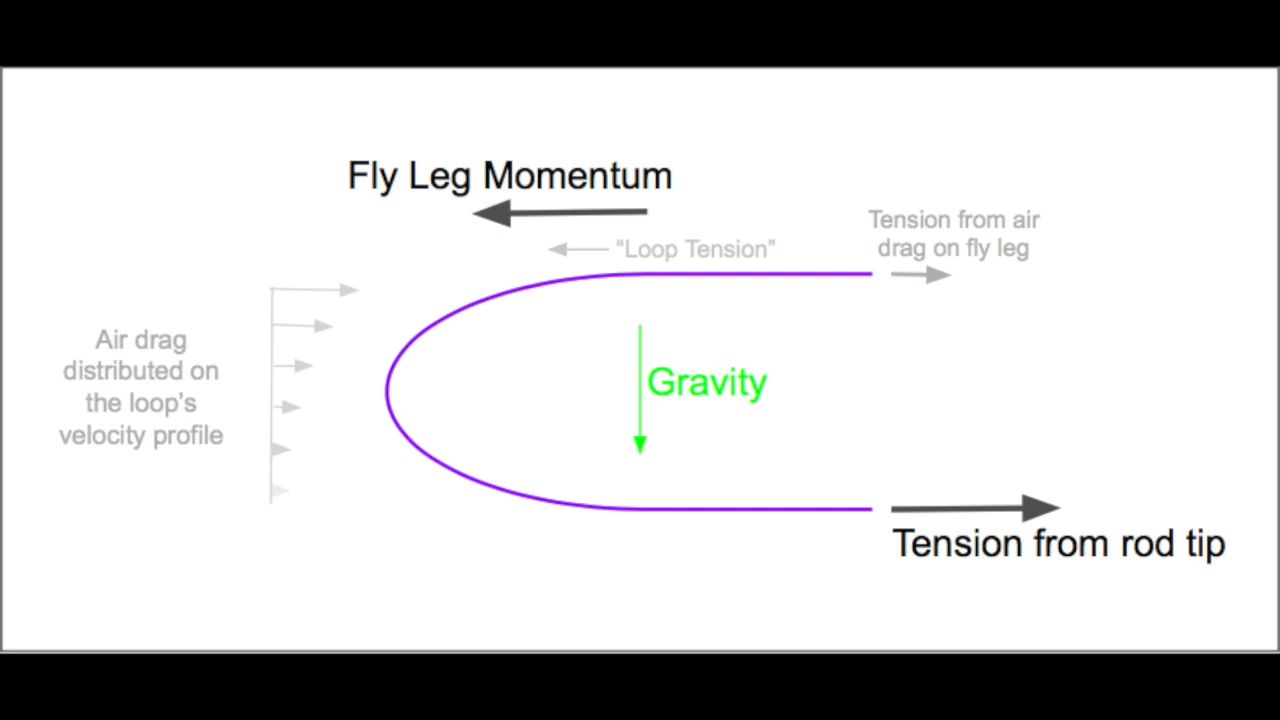 Fly Leg Momentum
Tension from air
drag on fly leg
“Loop Tension”
Air drag
distributed on
the loop’s
velocity profile
Gravity
Tension from rod tip